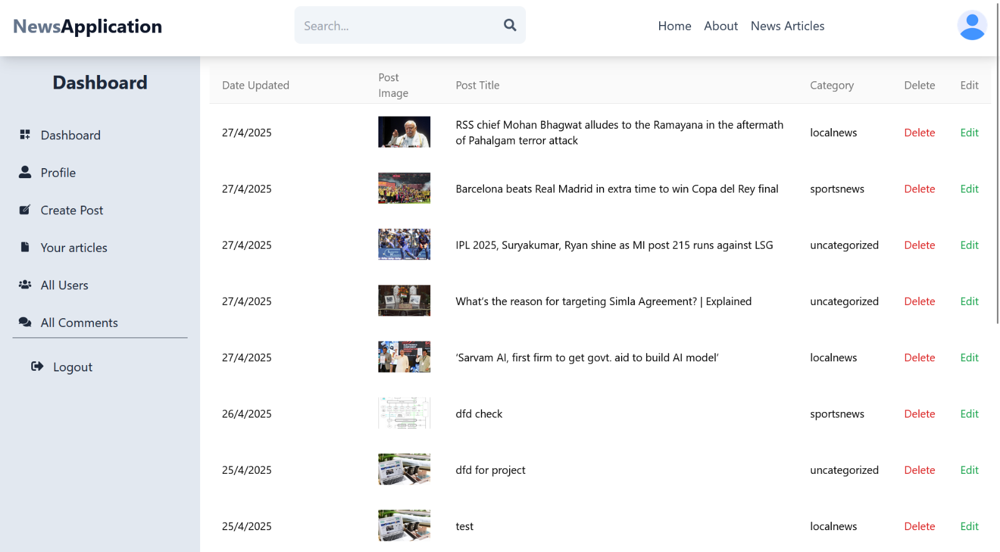 NewsApplication
Search...
Home About News Articles
Dashboard
Dashboard
Profile
Create Post
Your articles
All Users
All Comments
Logout
Date Updated Post Image Post Title Category Delete Edit
27/4/2025 RSS chief Mohan Bhagwat alludes to the Ramayana in the aftermath
of Pahalgam terror attack localnews Delete Edit
27/4/2025 Barcelona beats Real Madrid in extra time to win Copa del Rey final sportsnews Delete Edit
27/4/2025 IPL 2025, Suryakumar, Ryan shine as MI post 215 runs against LSG uncategorized Delete Edit
27/4/2025 What’s the reason for targeting Simla Agreement? | Explained uncategorized Delete Edit
27/4/2025 ‘Sarvam AI, first firm to get govt. aid to build AI model’ localnews Delete Edit
26/4/2025 dfd check sportsnews Delete Edit
25/4/2025 dfd for project uncategorized Delete Edit
25/4/2025 test localnews Delete Edit